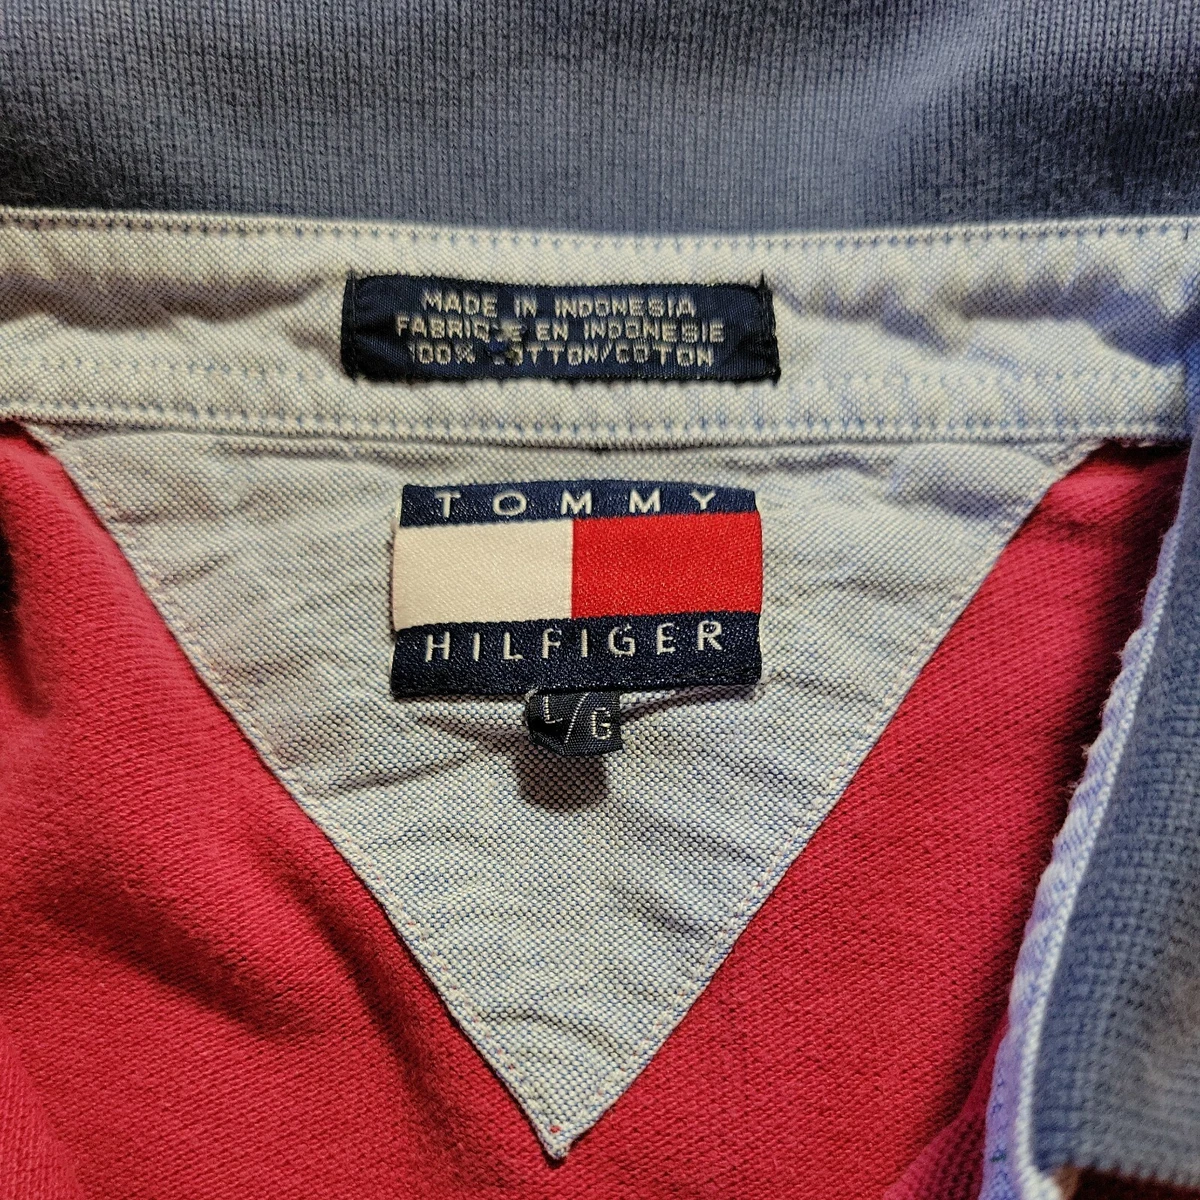 MADE IN INDONESIA
FABRIQUE EN INDONESIE
100% COTTON/COTON
TOMMY
HILFIGER
L/G